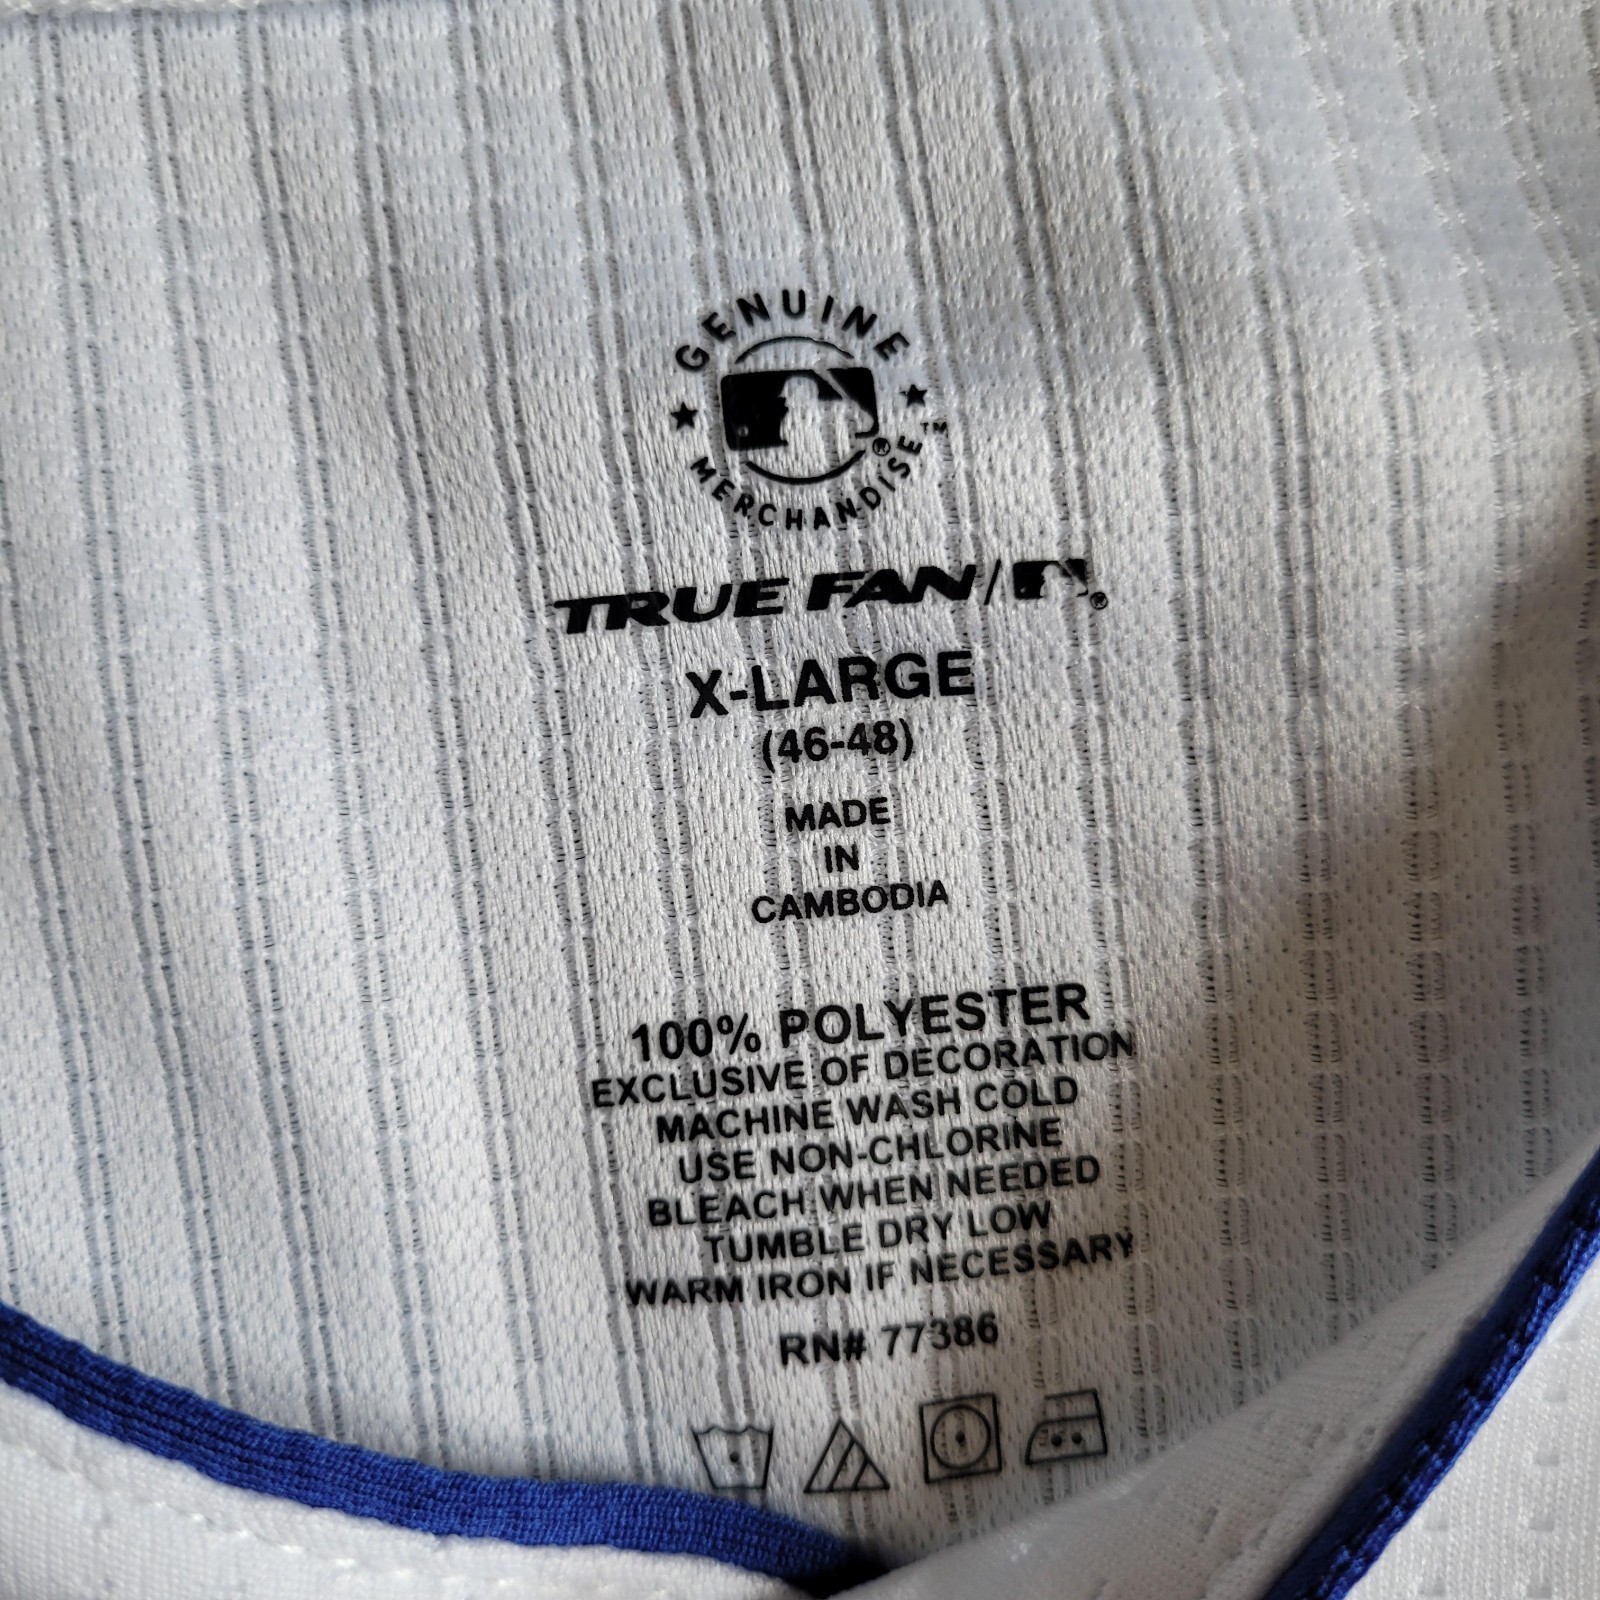 GENUINE
★ ★
MERCHANDISE™
®
TRUE FAN/®
X-LARGE
(46-48)
MADE
IN
CAMBODIA
100% POLYESTER
EXCLUSIVE OF DECORATION
MACHINE WASH COLD
USE NON-CHLORINE
BLEACH WHEN NEEDED
TUMBLE DRY LOW
WARM IRON IF NECESSARY
RN# 77386